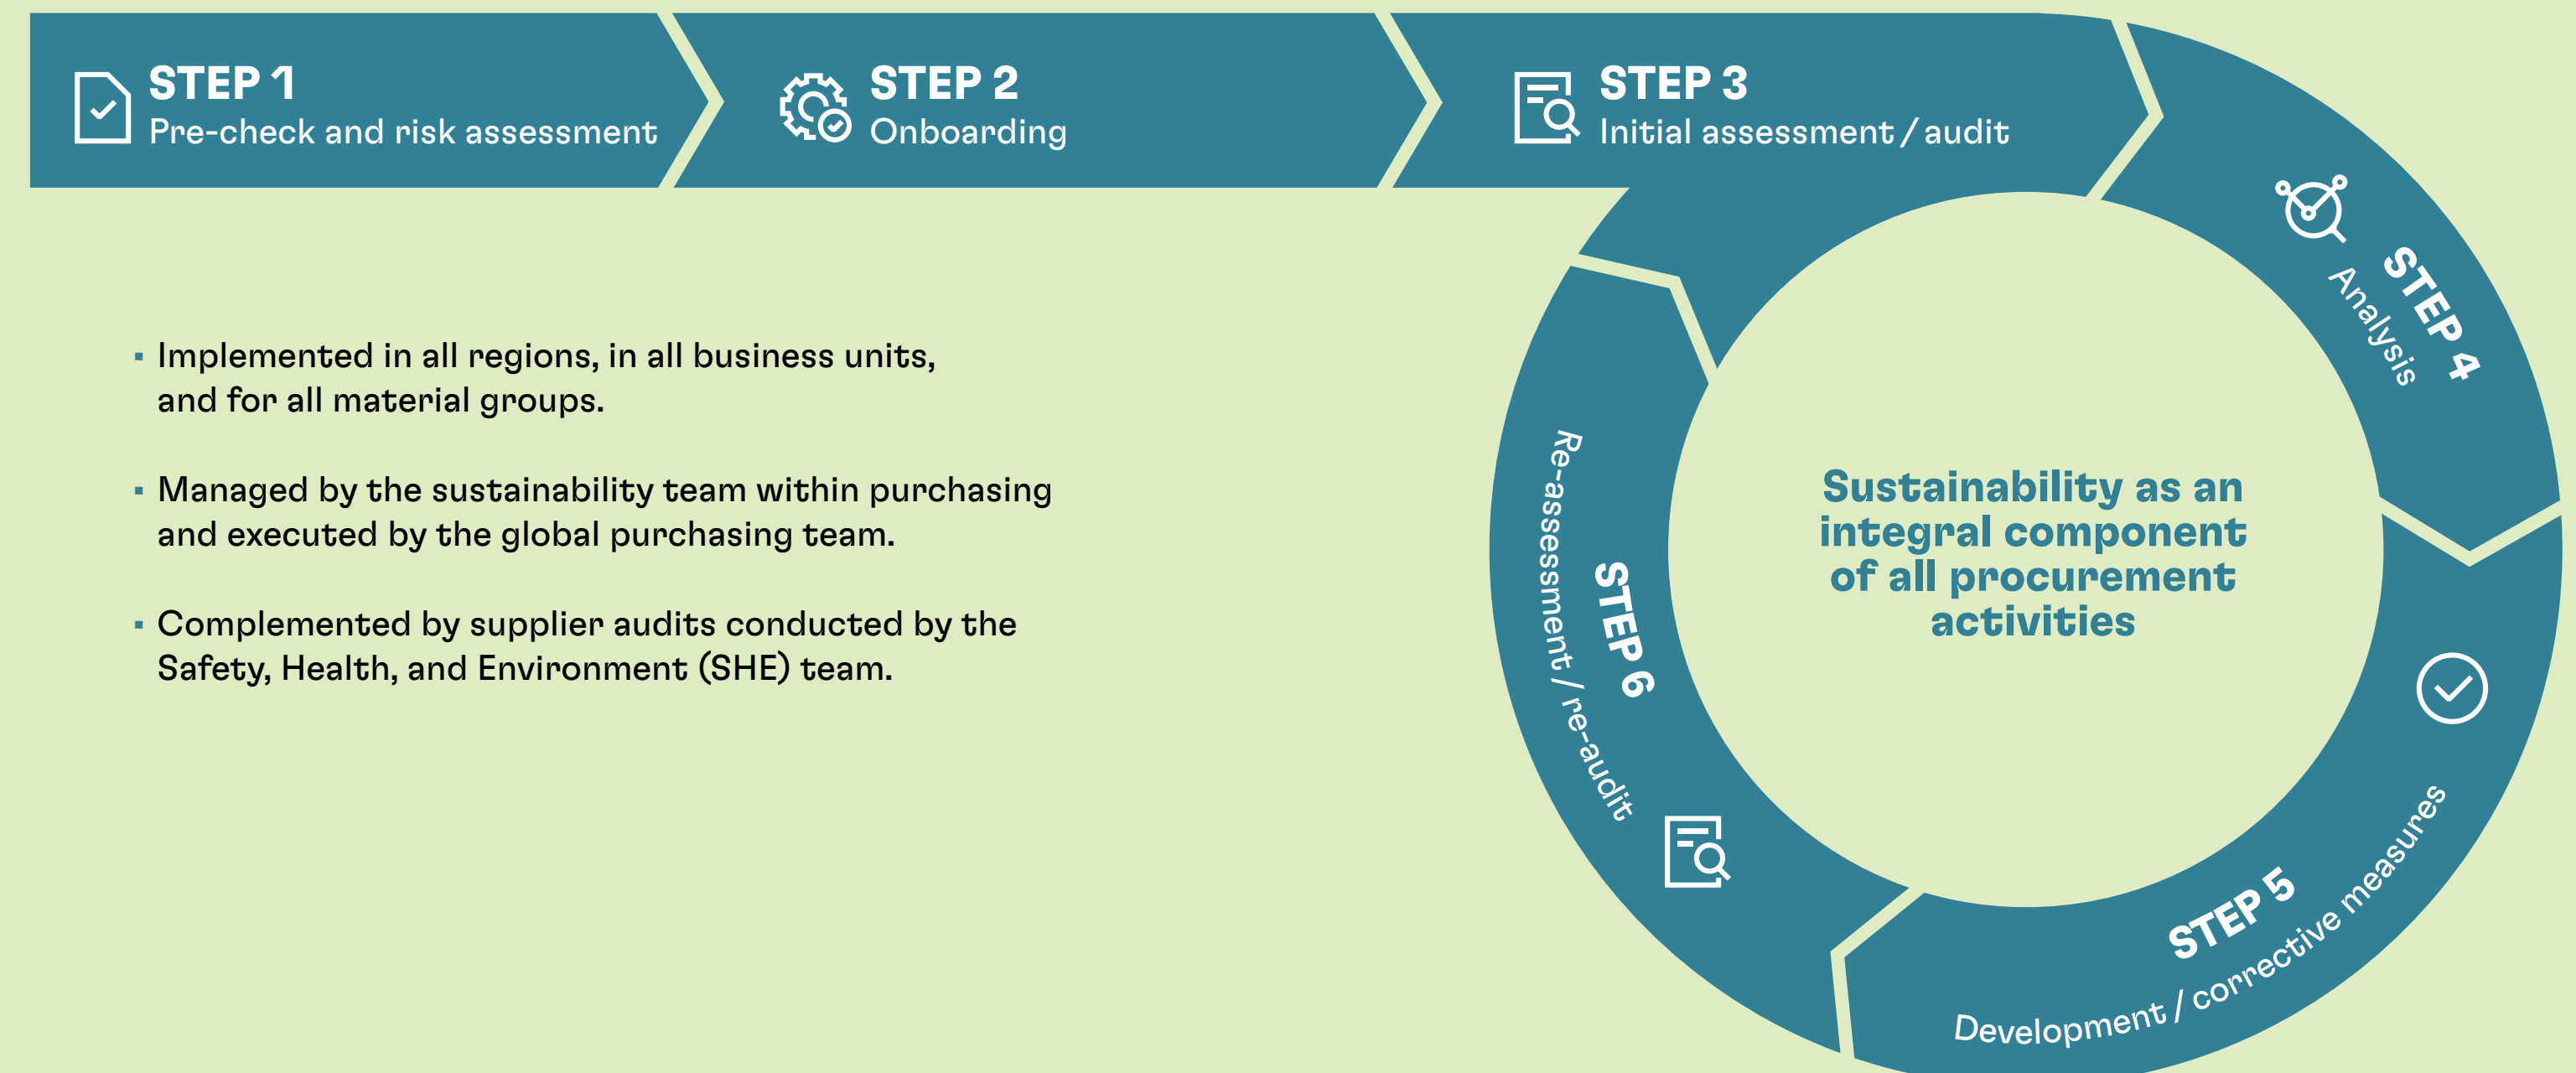 STEP 1
Pre-check and risk assessment
STEP 2
Onboarding
STEP 3
Initial assessment / audit
STEP 4
Analysis
STEP 5
Development / corrective measures
STEP 6
Re-assessment / re-audit
Sustainability as an
integral component
of all procurement
activities
▪ Implemented in all regions, in all business units,
and for all material groups.
▪ Managed by the sustainability team within purchasing
and executed by the global purchasing team.
▪ Complemented by supplier audits conducted by the
Safety, Health, and Environment (SHE) team.